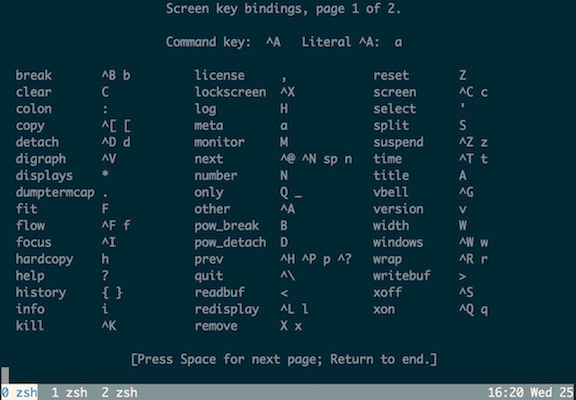 Screen key bindings, page 1 of 2.
Command key:  ^A   Literal ^A:  a
break      ^B b        license    ,           reset      Z
clear      C           lockscreen ^X          screen     ^C c
colon      :           log        H           select     '
copy       ^[ [        meta       a           split      S
detach     ^D d        monitor    M           suspend    ^Z z
digraph    ^V          next       ^@ ^N sp n  time       ^T t
displays   *           number     N           title      A
dumptermcap .          only       Q _         vbell      ^G
fit        F           other      ^A          version    v
flow       ^F f        pow_break  B           width      W
focus      ^I          pow_detach D           windows    ^W w
hardcopy   h           prev       ^H ^P p ^?  wrap       ^R r
help       ?           quit       ^\          writebuf   >
history    { }         readbuf    <           xoff       ^S
info       i           redisplay  ^L l        xon        ^Q q
kill       ^K          remove     X x
[Press Space for next page; Return to end.]
0 zsh  1 zsh  2 zsh  16:20 Wed 25